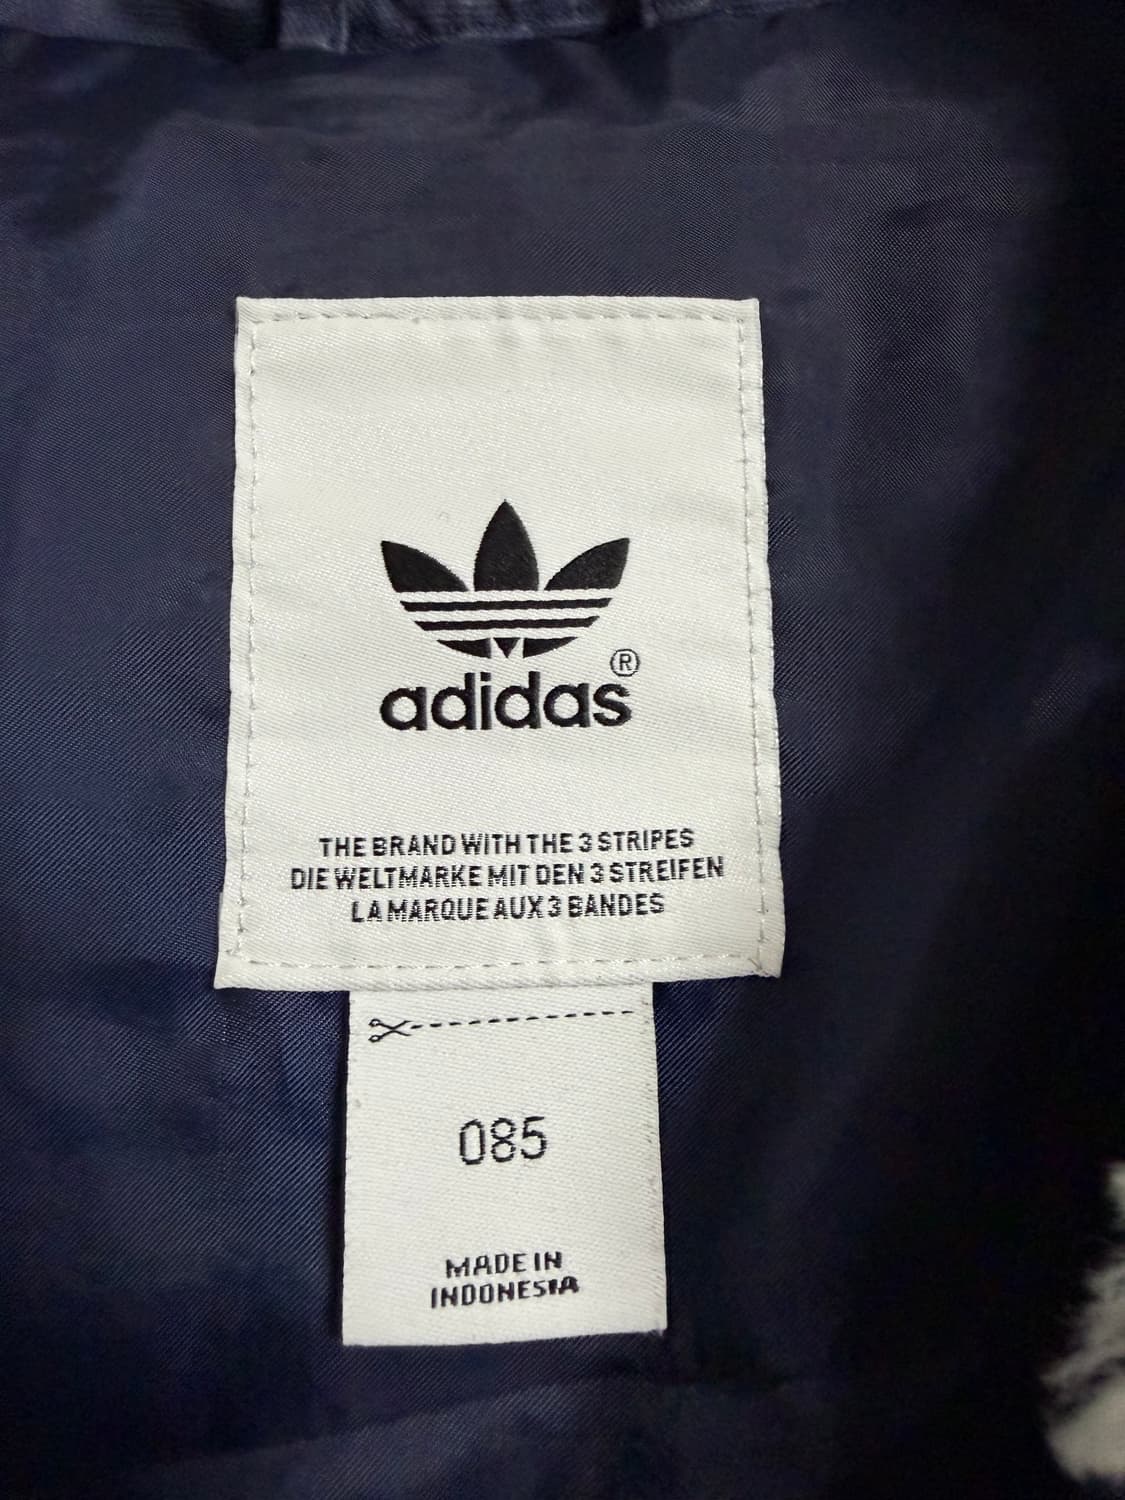 adidas®
THE BRAND WITH THE 3 STRIPES
DIE WELTMARKE MIT DEN 3 STREIFEN
LA MARQUE AUX 3 BANDES
085
MADE IN
INDONESIA